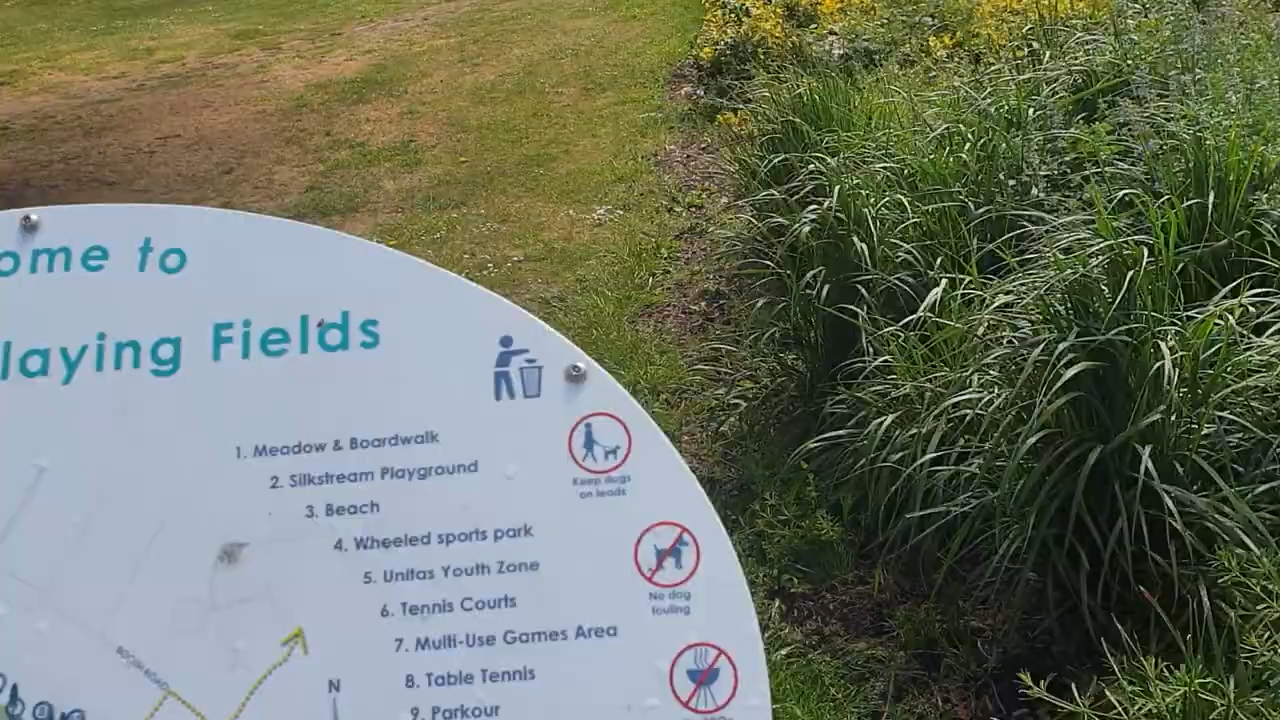 ome to
laying Fields
1. Meadow & Boardwalk
2. Silkstream Playground
3. Beach
4. Wheeled sports park
5. Unitas Youth Zone
6. Tennis Courts
7. Multi-Use Games Area
8. Table Tennis
9. Parkour
Keep dogs
on leads
No dog
fouling
N